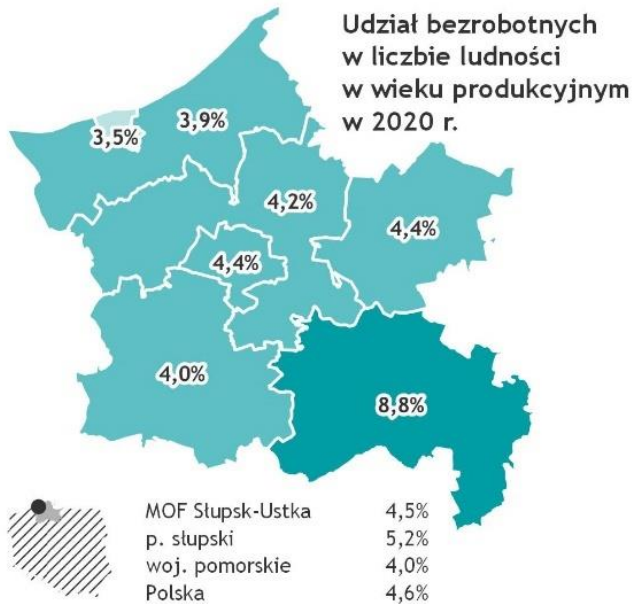 Udział bezrobotnych
w liczbie ludności
w wieku produkcyjnym
w 2020 r.
3,5%
3,9%
4,2%
4,4%
4,4%
4,0%
8,8%
MOF Słupsk-Ustka 4,5%
p. słupski 5,2%
woj. pomorskie 4,0%
Polska 4,6%